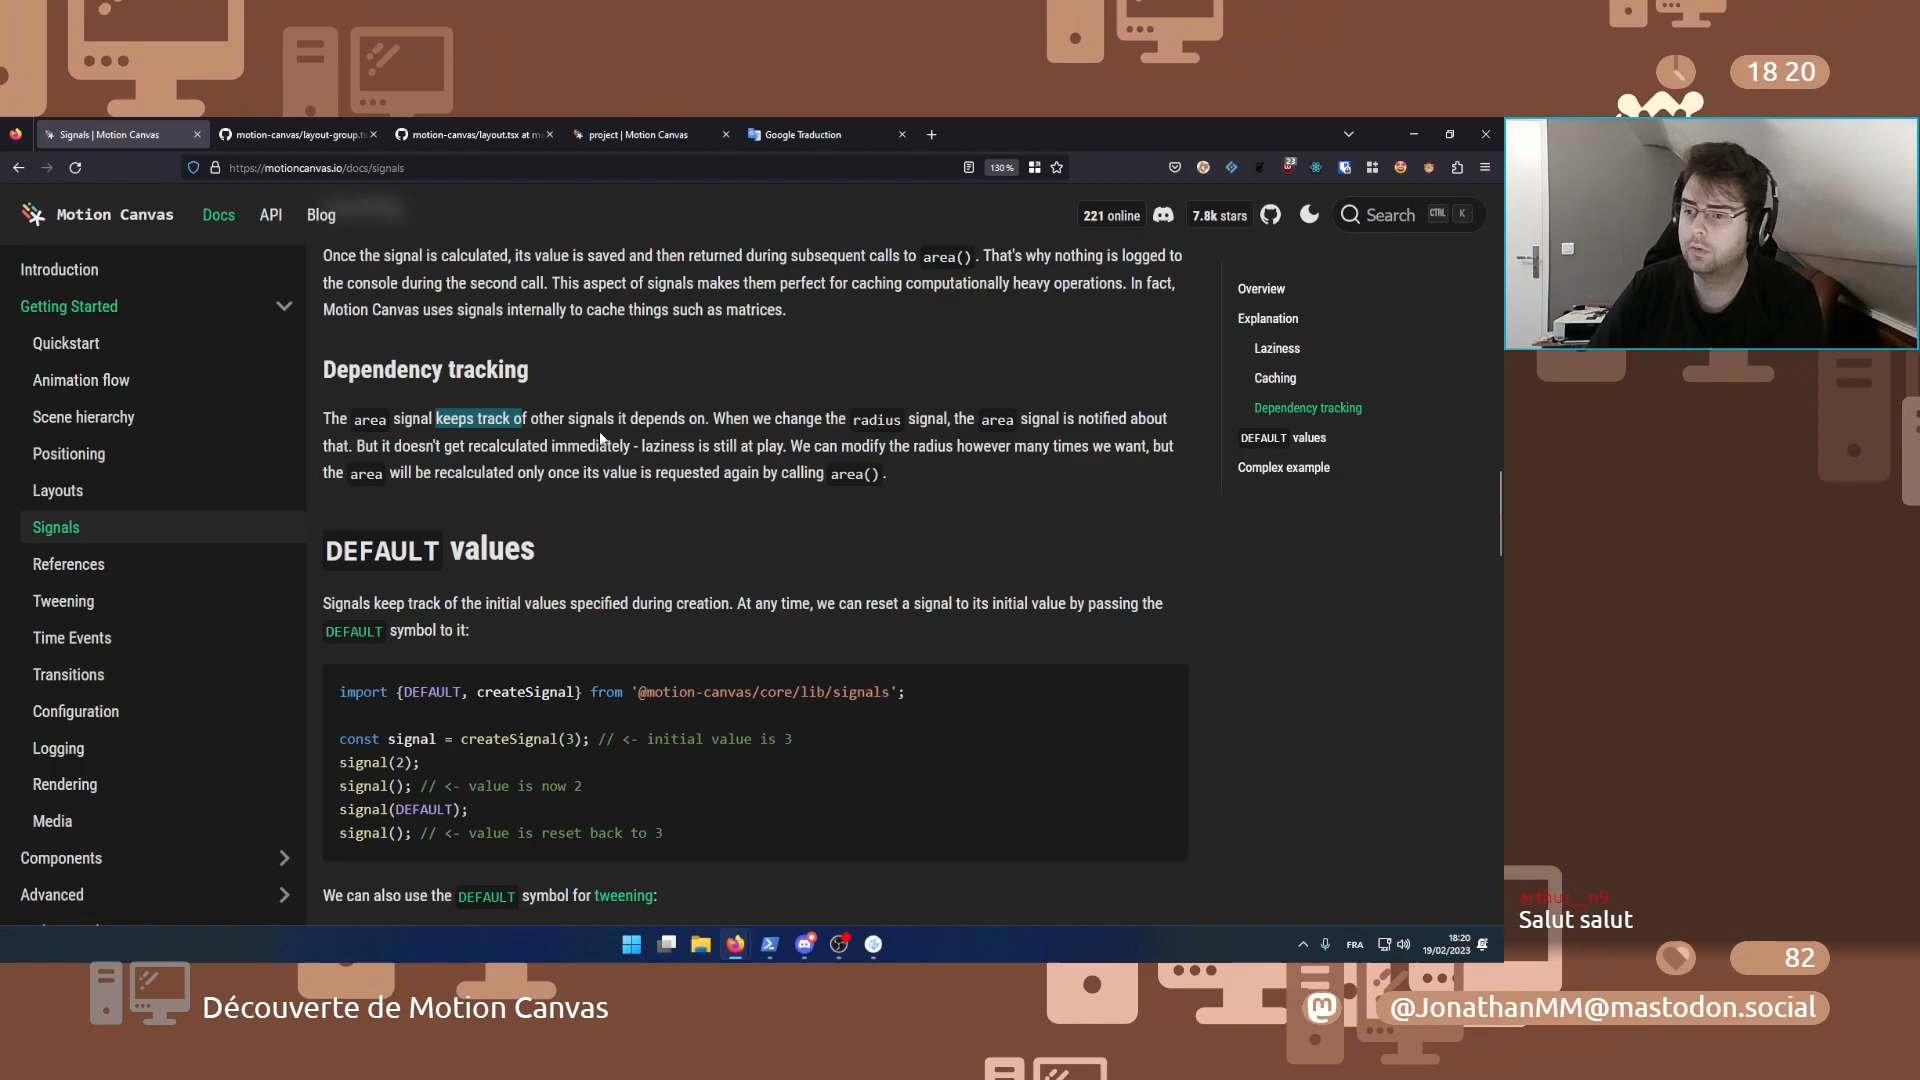 18 20
Signals | Motion Canvas
motion-canvas/layout-group.ts
motion-canvas/layout.tsx at m
project | Motion Canvas
Google Traduction
https://motioncanvas.io/docs/signals
130%
23
Motion Canvas
Docs
API
Blog
221 online
7.8k stars
Search
CTRL
K
Introduction
Getting Started
Quickstart
Animation flow
Scene hierarchy
Positioning
Layouts
Signals
References
Tweening
Time Events
Transitions
Configuration
Logging
Rendering
Media
Components
Advanced
Once the signal is calculated, its value is saved and then returned during subsequent calls to area(). That's why nothing is logged to
the console during the second call. This aspect of signals makes them perfect for caching computationally heavy operations. In fact,
Motion Canvas uses signals internally to cache things such as matrices.
Dependency tracking
The area signal keeps track of other signals it depends on. When we change the radius signal, the area signal is notified about
that. But it doesn't get recalculated immediately - laziness is still at play. We can modify the radius however many times we want, but
the area will be recalculated only once its value is requested again by calling area().
DEFAULT values
Signals keep track of the initial values specified during creation. At any time, we can reset a signal to its initial value by passing the
DEFAULT symbol to it:
import {DEFAULT, createSignal} from '@motion-canvas/core/lib/signals';
const signal = createSignal(3); // <- initial value is 3
signal(2);
signal(); // <- value is now 2
signal(DEFAULT);
signal(); // <- value is reset back to 3
We can also use the DEFAULT symbol for tweening:
Overview
Explanation
Laziness
Caching
Dependency tracking
DEFAULT values
Complex example
FRA
18:20
19/02/2023
arthus__n9
Salut salut
82
Découverte de Motion Canvas
@JonathanMM@mastodon.social